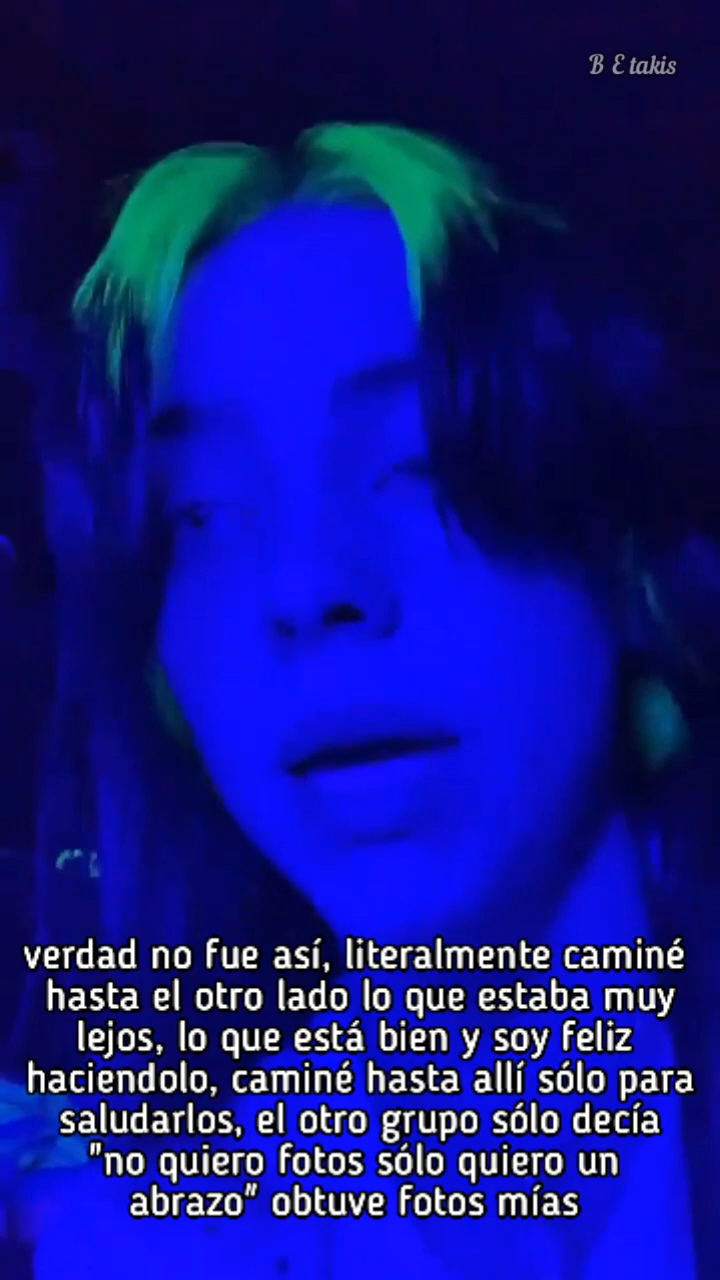 B E takis
verdad no fue así, literalmente caminé
hasta el otro lado lo que estaba muy
lejos, lo que está bien y soy feliz
haciendolo, caminé hasta allí sólo para
saludarlos, el otro grupo sólo decía
"no quiero fotos sólo quiero un
abrazo" obtuve fotos mías